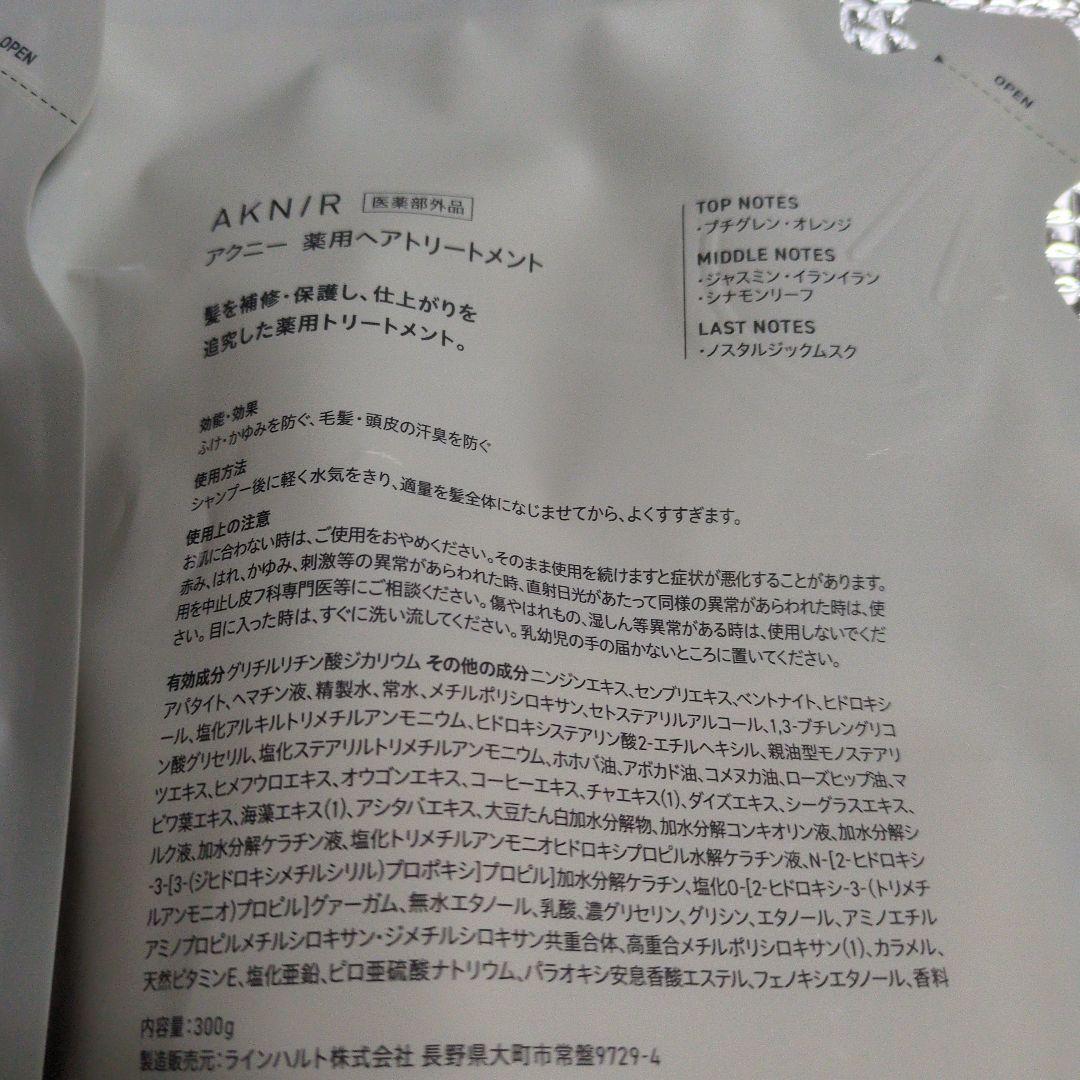 OPEN
OPEN
AKN/R 医薬部外品
アクニー 薬用ヘアトリートメント
髪を補修・保護し、仕上がりを
追究した薬用トリートメント。
TOP NOTES
・プチグレン・オレンジ
MIDDLE NOTES
・ジャスミン・イランイラン
・シナモンリーフ
LAST NOTES
・ノスタルジックムスク
効能・効果
ふけ・かゆみを防ぐ、毛髪・頭皮の汗臭を防ぐ
使用方法
シャンプー後に軽く水気をきり、適量を髪全体になじませてから、よくすすぎます。
使用上の注意
お肌に合わない時は、ご使用をおやめください。そのまま使用を続けますと症状が悪化することがあります。
赤み、はれ、かゆみ、刺激等の異常があらわれた時、直射日光があたって同様の異常があらわれた時は、使
用を中止し皮フ科専門医等にご相談ください。傷やはれもの、湿しん等異常がある時は、使用しないでくだ
さい。目に入った時は、すぐに洗い流してください。乳幼児の手の届かないところに置いてください。
有効成分グリチルリチン酸ジカリウム その他の成分ニンジンエキス、センブリエキス、ベントナイト、ヒドロキシ
アパタイト、ヘマチン液、精製水、常水、メチルポリシロキサン、セトステアリルアルコール、1,3-ブチレングリコ
ール、塩化アルキルトリメチルアンモニウム、ヒドロキシステアリン酸2-エチルヘキシル、親油型モノステアリ
ン酸グリセリル、塩化ステアリルトリメチルアンモニウム、ホホバ油、アボカド油、コメヌカ油、ローズヒップ油、マ
ツエキス、ヒメフウロエキス、オウゴンエキス、コーヒーエキス、チャエキス(1)、ダイズエキス、シーグラスエキス、
ビワ葉エキス、海藻エキス(1)、アシタバエキス、大豆たん白加水分解物、加水分解コンキオリン液、加水分解シ
ルク液、加水分解ケラチン液、塩化トリメチルアンモニオヒドロキシプロピル水解ケラチン液、N-[2-ヒドロキシ
-3-[3-(ジヒドロキシメチルシリル)プロポキシ]プロピル]加水分解ケラチン、塩化O-[2-ヒドロキシ-3-(トリメチ
ルアンモニオ)プロピル]グァーガム、無水エタノール、乳酸、濃グリセリン、グリシン、エタノール、アミノエチル
アミノプロピルメチルシロキサン・ジメチルシロキサン共重合体、高重合メチルポリシロキサン(1)、カラメル、
天然ビタミンE、塩化亜鉛、ピロ亜硫酸ナトリウム、パラオキシ安息香酸エステル、フェノキシエタノール、香料
内容量:300g
製造販売元:ラインハルト株式会社 長野県大町市常盤9729-4